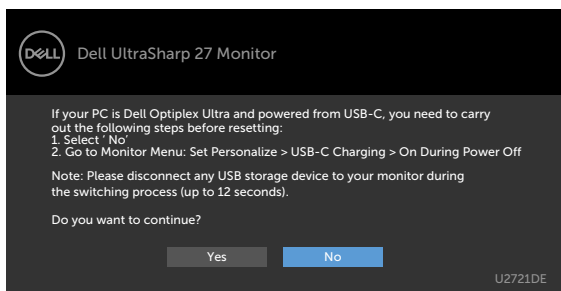 DELL
Dell UltraSharp 27 Monitor
If your PC is Dell Optiplex Ultra and powered from USB-C, you need to carry
out the following steps before resetting:
1. Select ‘ No’
2. Go to Monitor Menu: Set Personalize > USB-C Charging > On During Power Off
Note: Please disconnect any USB storage device to your monitor during
the switching process (up to 12 seconds).
Do you want to continue?
Yes
No
U2721DE